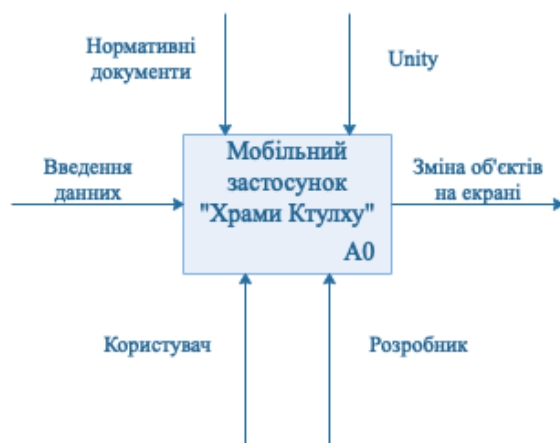 Нормативні
документи
Unity
Введення
данних
Мобільний
застосунок
"Храми Ктулху"
A0
Зміна об'єктів
на екрані
Користувач
Розробник